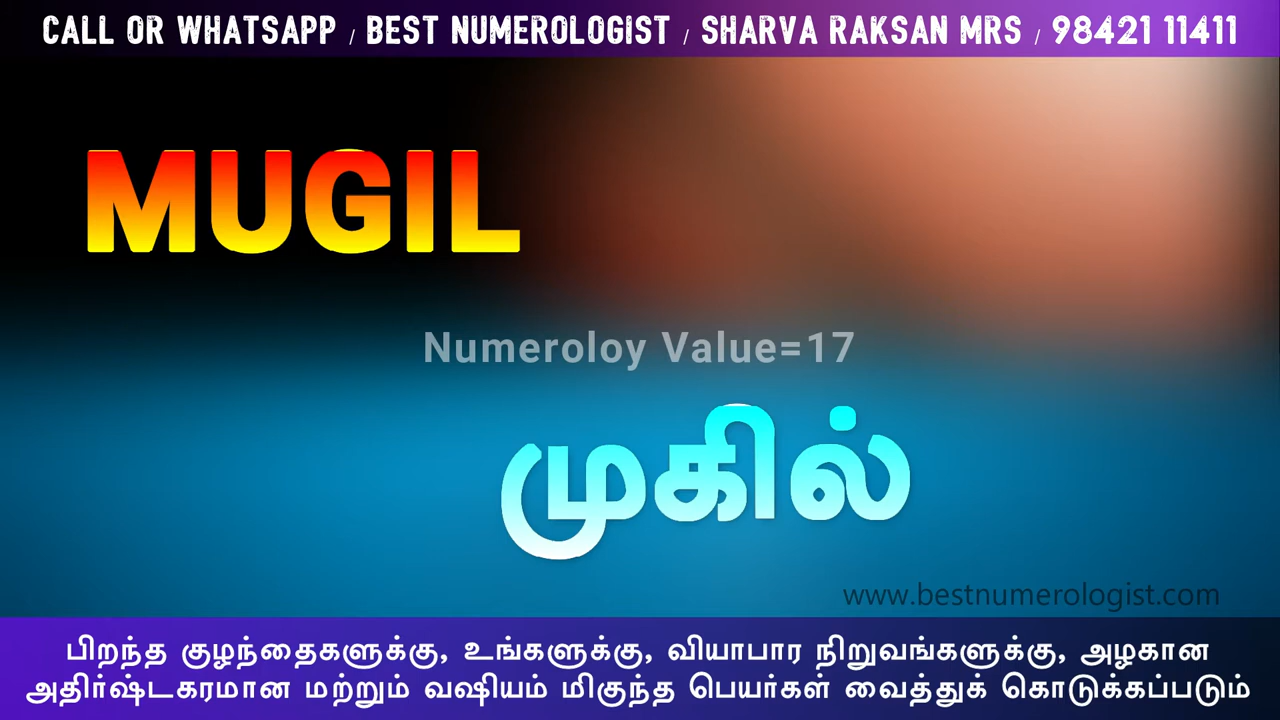 CALL OR WHATSAPP / BEST NUMEROLOGIST / SHARVA RAKSAN MRS / 98421 11411
MUGIL
Numeroloy Value=17
முகில்
www.bestnumerologist.com
பிறந்த குழந்தைகளுக்கு, உங்களுக்கு, வியாபார நிறுவங்களுக்கு, அழகான
அதிர்ஷ்டகரமான மற்றும் வஷியம் மிகுந்த பெயர்கள் வைத்துக் கொடுக்கப்படும்